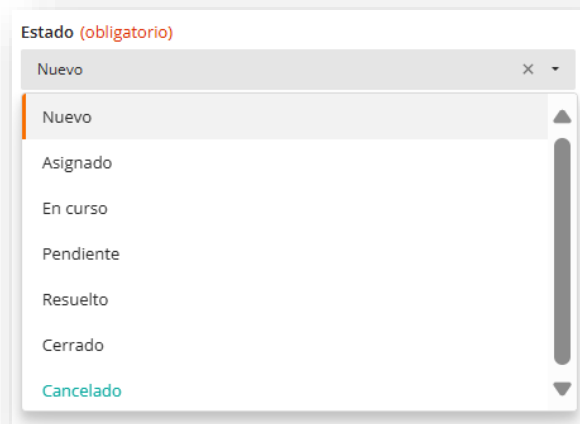 Estado (obligatorio)
Nuevo
Nuevo
Asignado
En curso
Pendiente
Resuelto
Cerrado
Cancelado